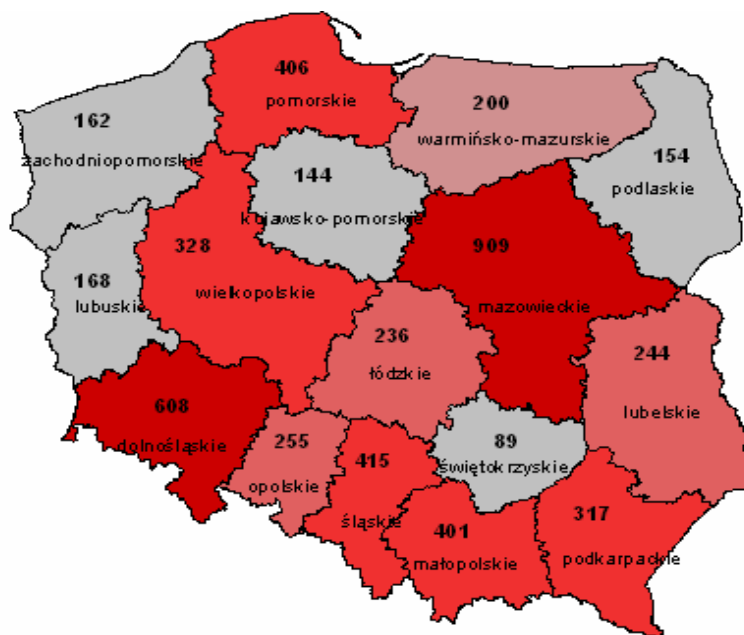 406
pomorskie
200
warmińsko-mazurskie
162
zachodniopomorskie
154
podlaskie
144
kujawsko-pomorskie
909
mazowieckie
328
wielkopolskie
168
lubuskie
236
łódzkie
244
lubelskie
608
dolnośląskie
255
opolskie
415
śląskie
89
świętokrzyskie
401
małopolskie
317
podkarpackie